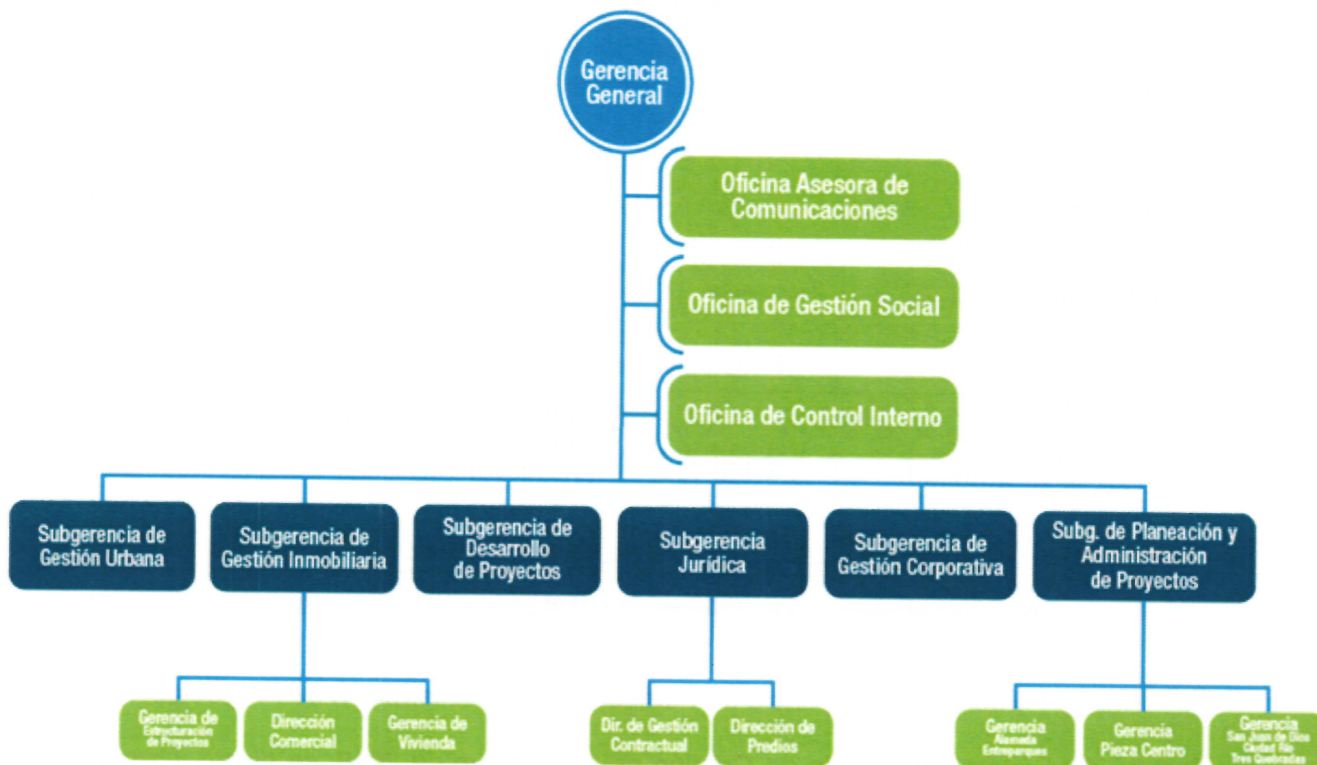 Gerencia
General
Oficina Asesora de
Comunicaciones
Oficina de Gestión Social
Oficina de Control Interno
Subgerencia de
Gestión Urbana
Subgerencia de
Gestión Inmobiliaria
Subgerencia de
Desarrollo
de Proyectos
Subgerencia
Jurídica
Subgerencia de
Gestión Corporativa
Subg. de Planeación y
Administración
de Proyectos
Gerencia de
Estructuración
de Proyectos
Dirección
Comercial
Gerencia de
Vivienda
Dir. de Gestión
Contractual
Dirección de
Predios
Gerencia
Alameda
Entreparques
Gerencia
Pieza Centro
Gerencia
San Juan de Dios
Ciudad Río
Tres Quebradas